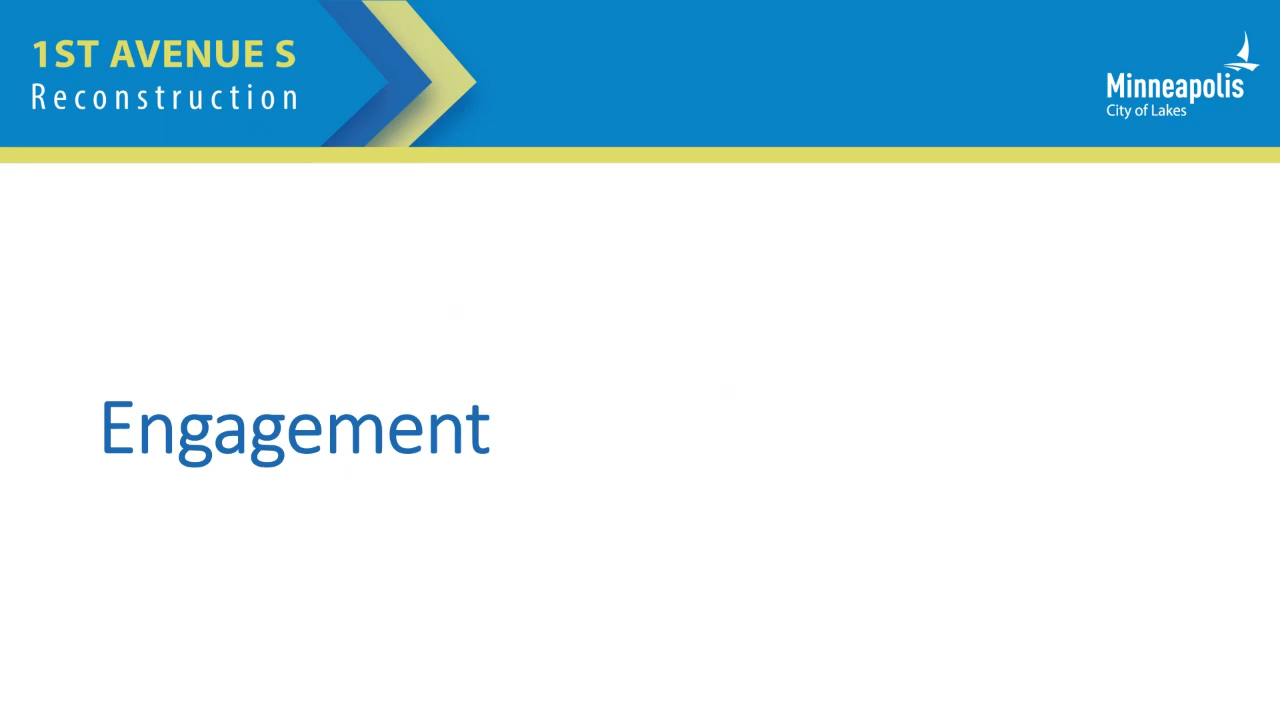 1ST AVENUE S
Reconstruction
Minneapolis
City of Lakes
Engagement